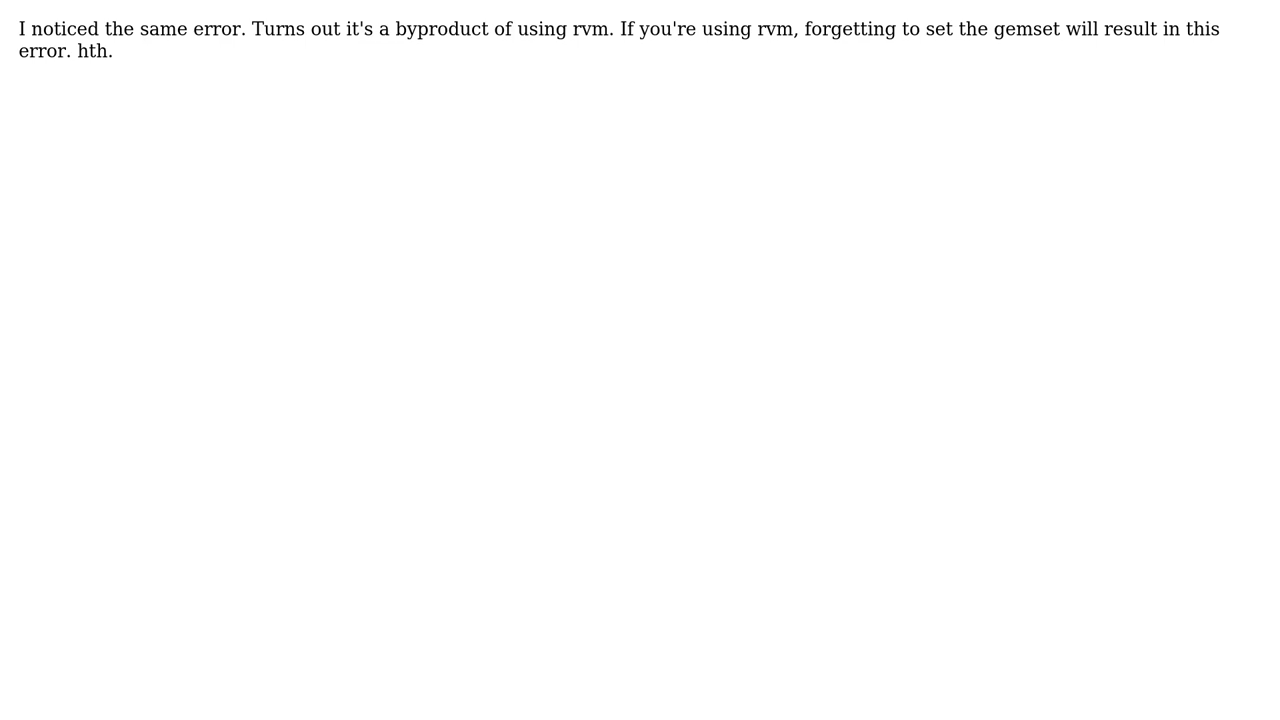 I noticed the same error. Turns out it's a byproduct of using rvm. If you're using rvm, forgetting to set the gemset will result in this
error. hth.